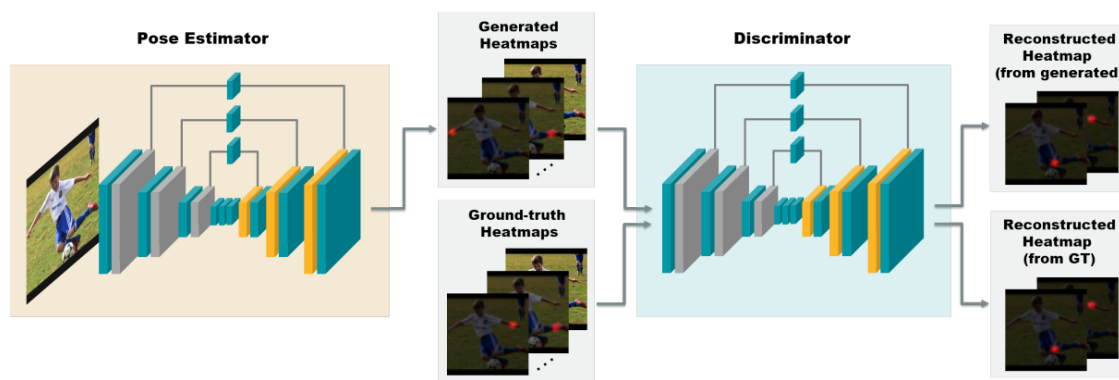 Pose Estimator
Generated
Heatmaps
Ground-truth
Heatmaps
Discriminator
Reconstructed
Heatmap
(from generated)
Reconstructed
Heatmap
(from GT)